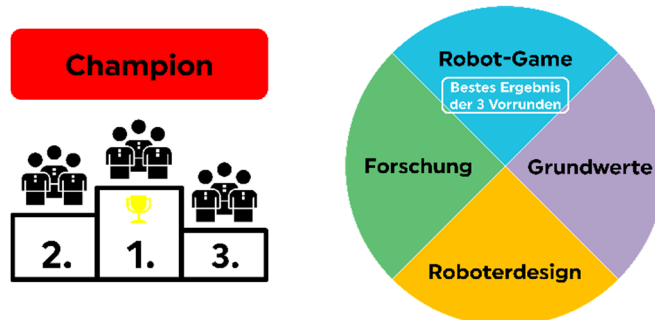 Champion
2.
1.
3.
Robot-Game
Bestes Ergebnis
der 3 Vorrunden
Forschung
Grundwerte
Roboterdesign